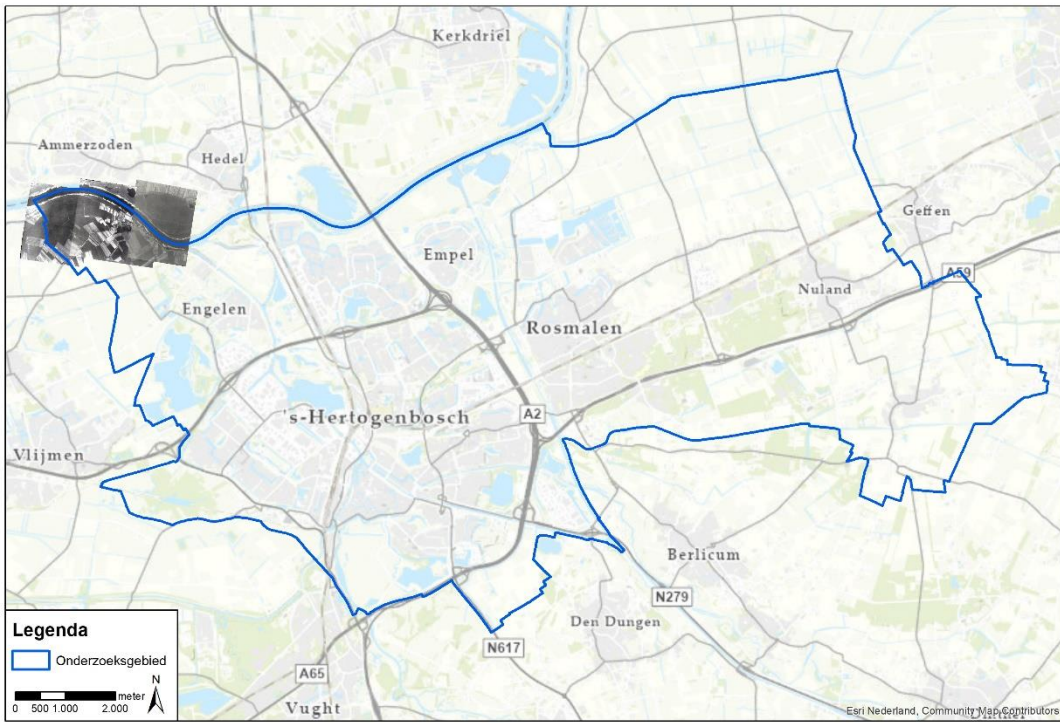 Kerkdriel
Ammerzoden
Hedel
Geffen
Empel
A59
Nuland
Engelen
Rosmalen
's-Hertogenbosch
A2
Vlijmen
Berlicum
N279
Den Dungen
N617
A65
Vught
Legenda
Onderzoeksgebied
N
meter
0 500 1.000 2.000
Esri Nederland, Community Map Contributors